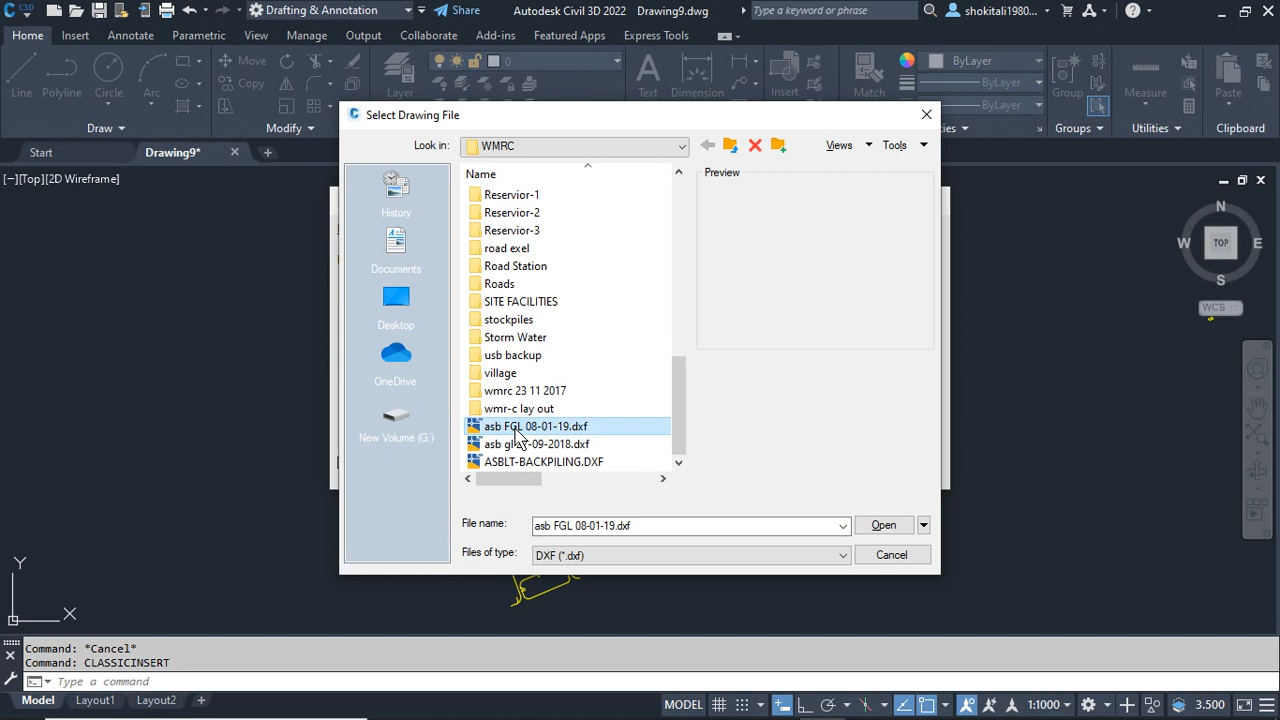 C3D Drafting & Annotation Share Autodesk Civil 3D 2022 Drawing9.dwg Type a keyword or phrase shokitali1980...
Home Insert Annotate Parametric View Manage Output Collaborate Add-ins Featured Apps Express Tools
Line Polyline Circle Arc Move Copy Layer 0 Text Dimension Insert Match ByLayer ByLayer ByLayer Group Measure Paste
Draw Modify Groups Utilities Clipboard
Start Drawing9*
[−][Top][2D Wireframe]
Select Drawing File
Look in: WMRC Views Tools
Name
Preview
Reservior-1
Reservior-2
Reservior-3
road exel
Road Station
Roads
SITE FACILITIES
stockpiles
Storm Water
usb backup
village
wmrc 23 11 2017
wmr-c lay out
asb FGL 08-01-19.dxf
-09-2018.dxf
ASBLT-BACKPILING.DXF
History
Documents
Desktop
OneDrive
New Volume (G:)
File name: asb FGL 08-01-19.dxf Open
Files of type: DXF (*.dxf) Cancel
N
W TOP E
S
WCS
Y
X
Command: *Cancel*
Command: CLASSICINSERT
Type a command
Model Layout1 Layout2 MODEL 1:1000 3.500